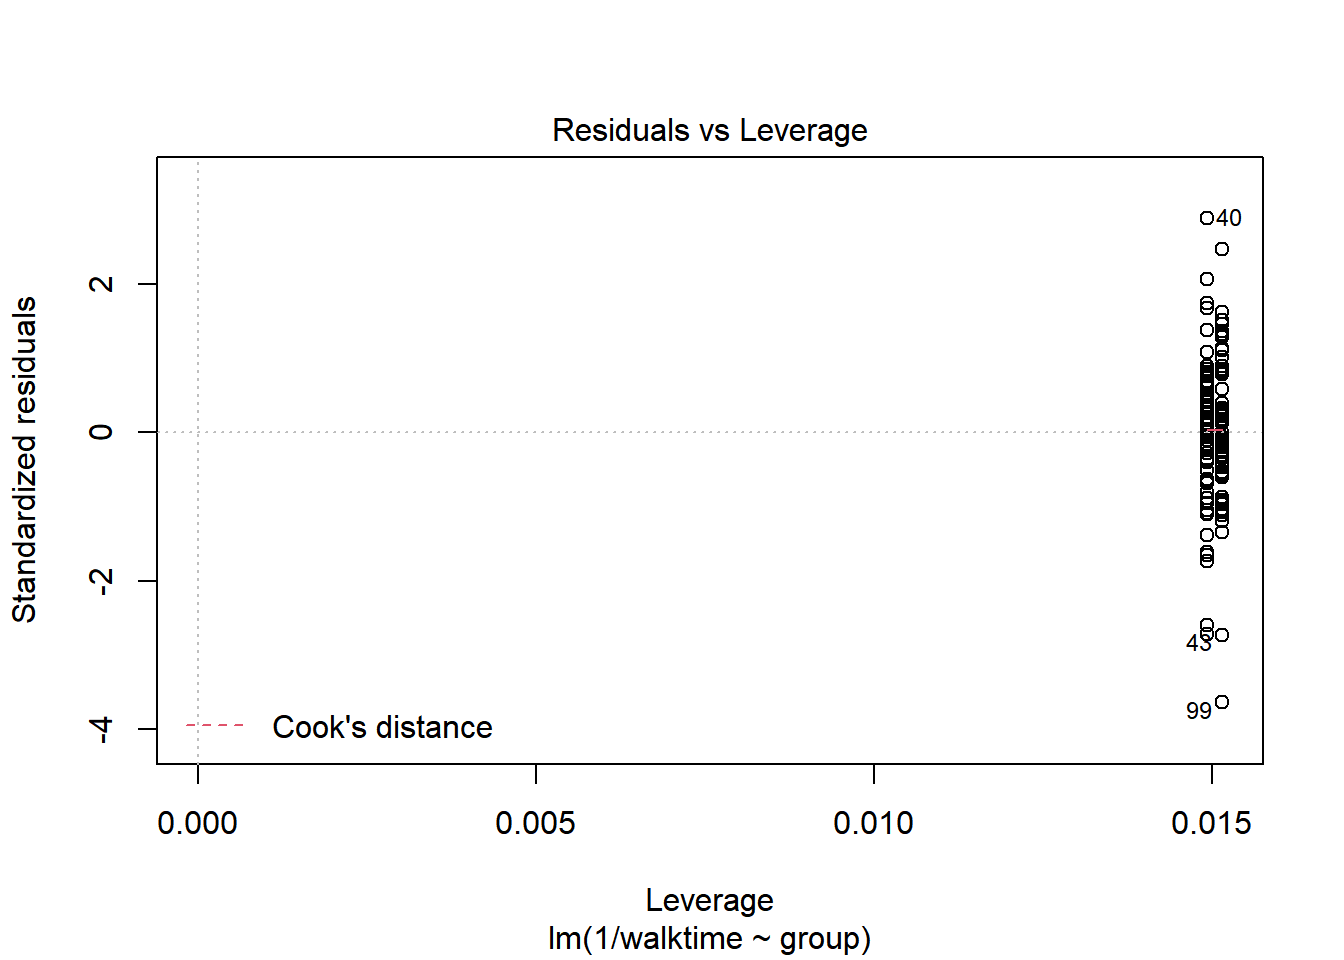 Residuals vs Leverage
Standardized residuals
2
0
-2
-4
40
43
99
Cook's distance
0.000 0.005 0.010 0.015
Leverage
lm(1/walktime ~ group)